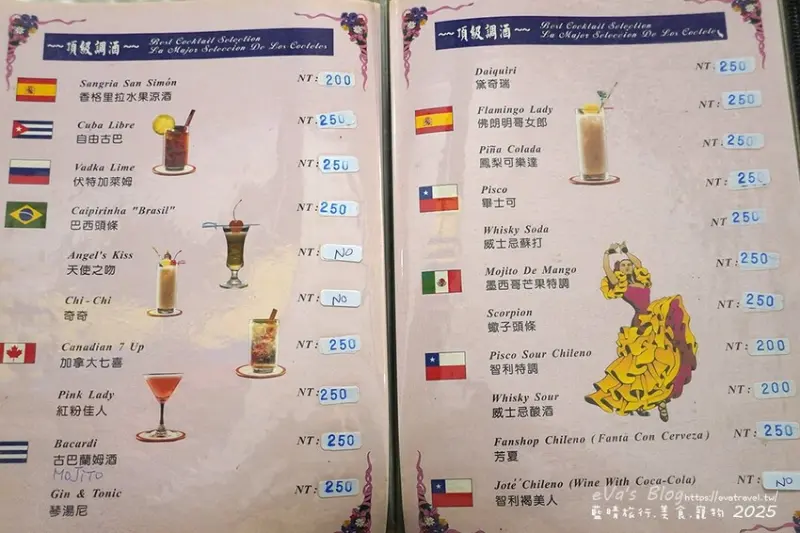 ~~頂級調酒~~ Best Cocktail Selection
La Major Seleccion De Los Cocteles
Sangria San Simón NT: 200
香格里拉水果涼酒
Cuba Libre NT: 250
自由古巴
Vadka Lime NT: 250
伏特加萊姆
Caipirinha "Brasil" NT: 250
巴西頭條
Angel's Kiss NT: NO
天使之吻
Chi-Chi NT: NO
奇奇
Canadian 7 Up NT: 250
加拿大七喜
Pink Lady NT: 250
紅粉佳人
Bacardi NT: 250
古巴蘭姆酒
MOJITO
Gin & Tonic NT: 250
琴湯尼
~~頂級調酒~~ Best Cocktail Selection
La Major Seleccion De Los Cocteles
Daiquiri NT. 250
黛奇瑞
Flamingo Lady NT: 250
佛朗明哥女郎
Piña Colada NT: 250
鳳梨可樂達
Pisco NT: 250
畢士可
Whisky Soda NT 250
威士忌蘇打
Mojito De Mango NT: 250
墨西哥芒果特調
Scorpion NT: 250
蠍子頭條
Pisco Sour Chileno NT: 200
智利特調
Whisky Sour NT: 200
威士忌酸酒
Fanshop Chileno (Fanta Con Cerveza) NT: 250
芳夏
Joté Chileno (Wine With Coca-Cola) NT: NO
智利褐美人
eVa's Blog https://evatravel.tw/
藍晴旅行.美食.寵物 2025